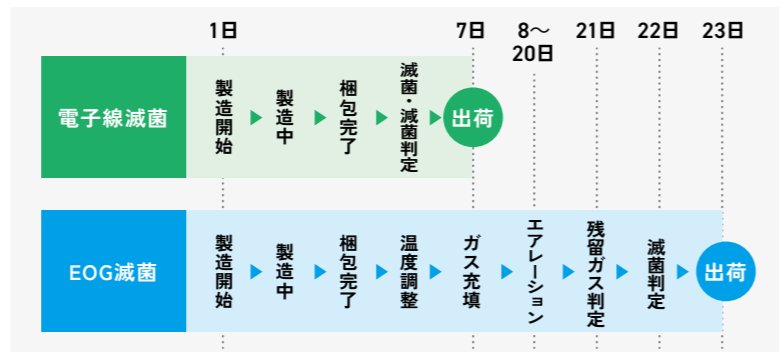 1日
7日
8〜
20日
21日
22日
23日
電子線滅菌
製造開始
製造中
梱包完了
滅菌・滅菌判定
出荷
EOG滅菌
製造開始
製造中
梱包完了
温度調整
ガス充填
エアレーション
残留ガス判定
滅菌判定
出荷